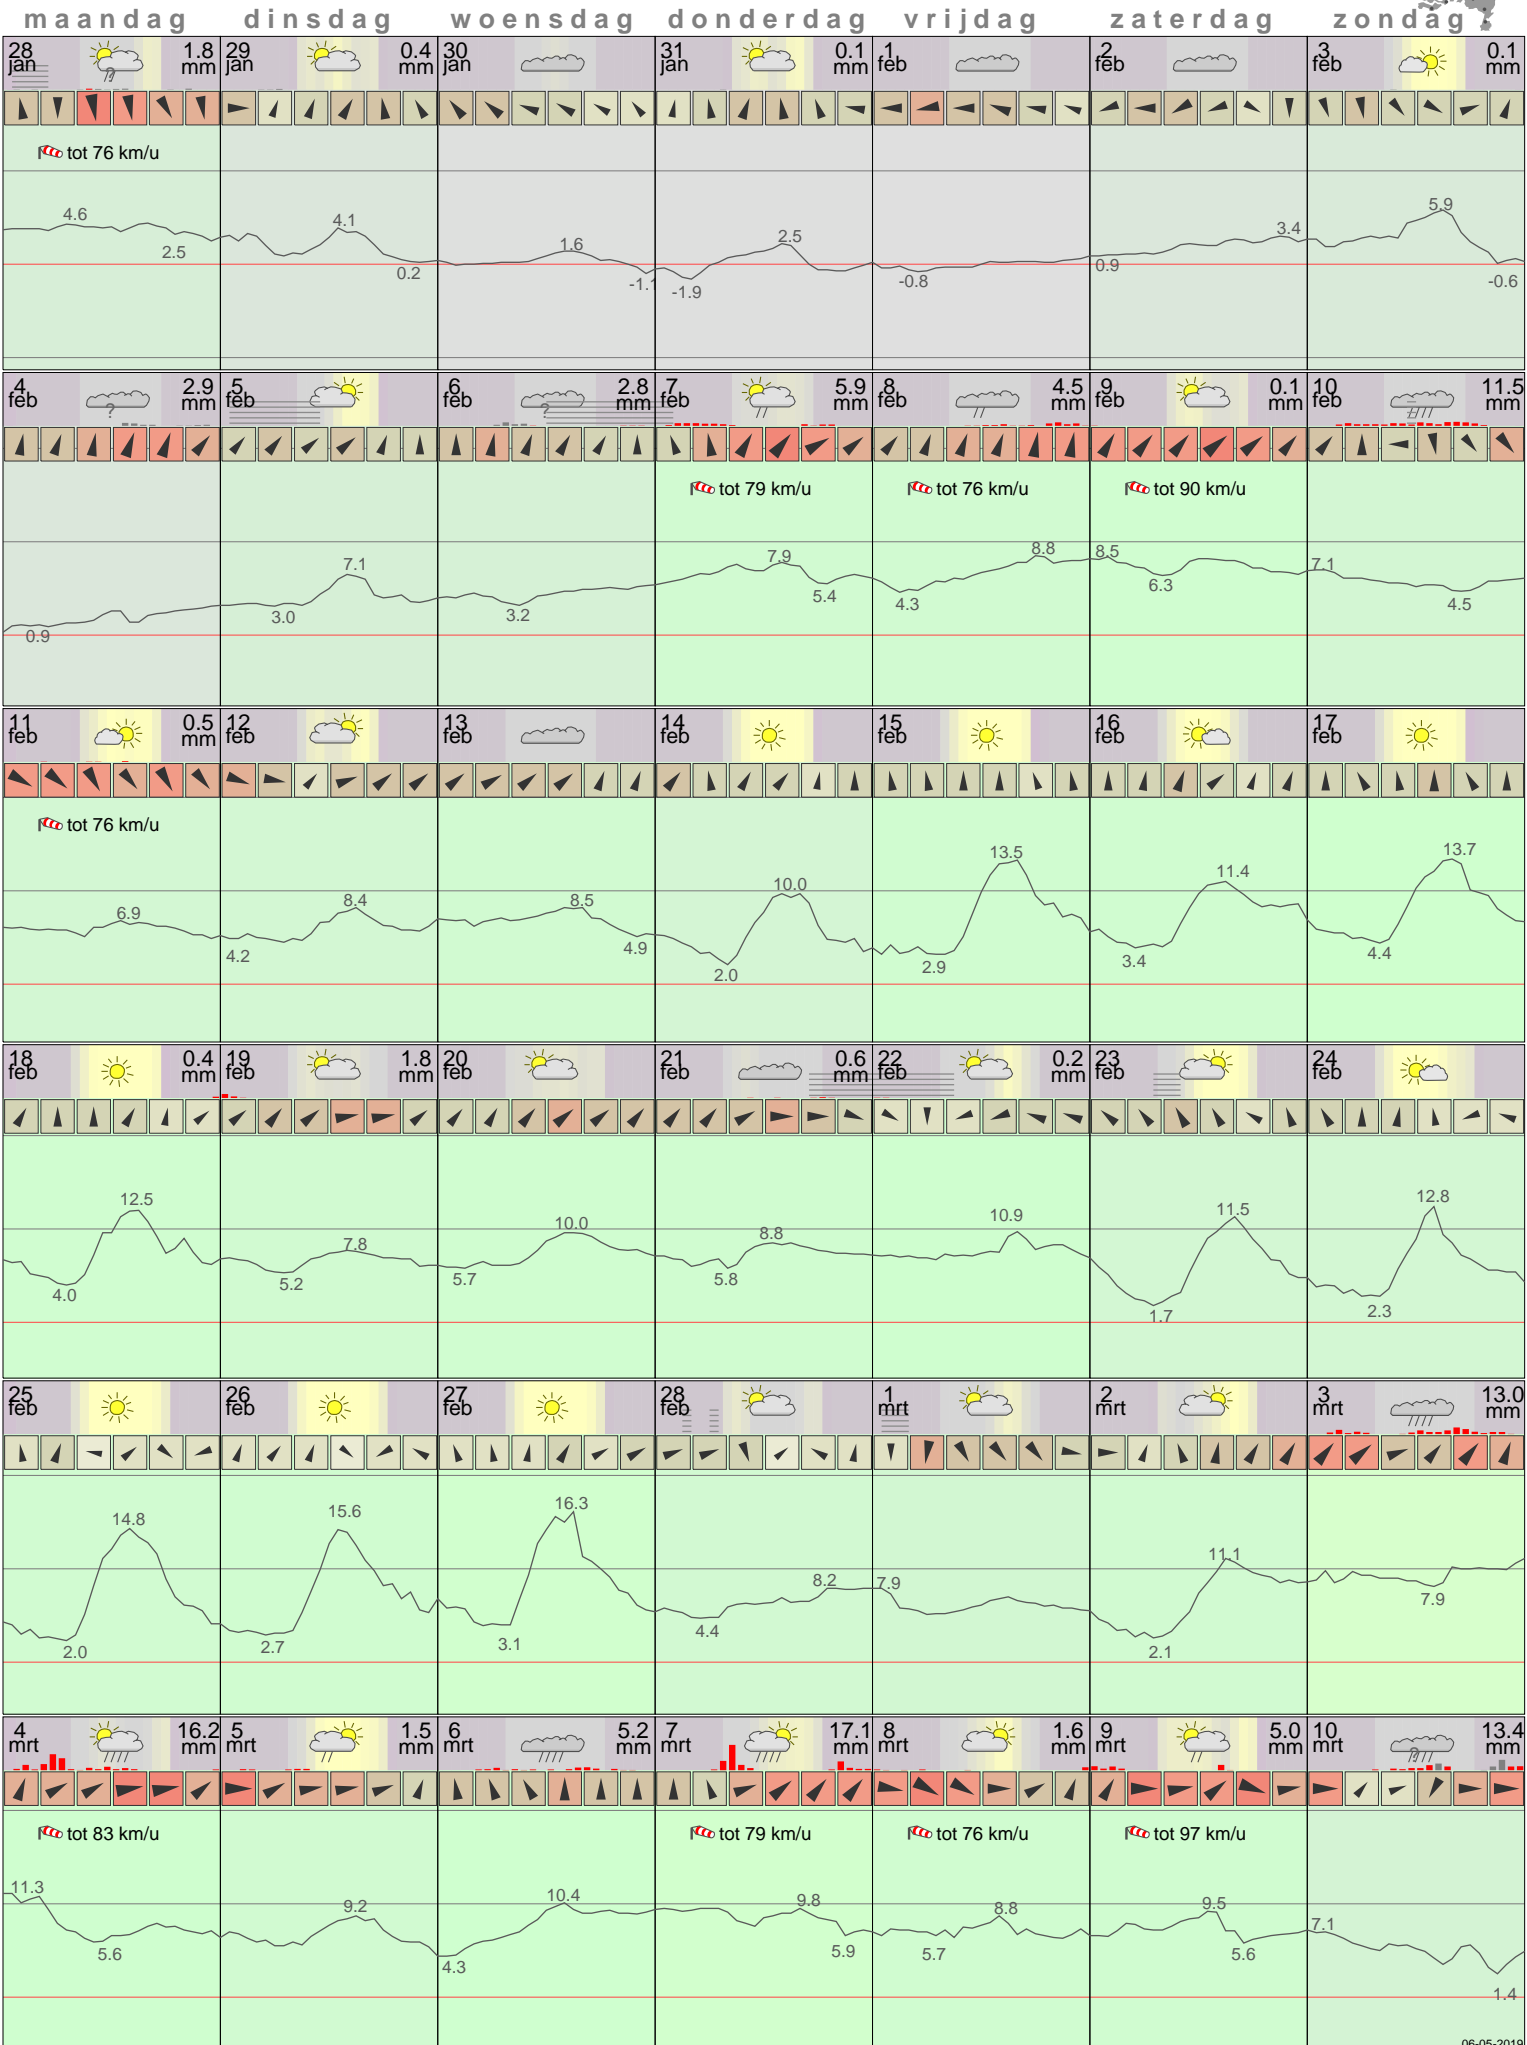 maandag dinsdag woensdag donderdag vrijdag zaterdag zondag
28 jan 1.8 mm 29 jan 0.4 mm 30 jan 31 jan 0.1 mm 1 feb 2 feb 3 feb 0.1 mm
?
tot 76 km/u
4.6 2.5 4.1 0.2 1.6 -1.1 -1.9 2.5 -0.8 0.9 3.4 5.9 -0.6
4 feb 2.9 mm 5 feb 6 feb 2.8 mm 7 feb 5.9 mm 8 feb 4.5 mm 9 feb 0.1 mm 10 feb 11.5 mm
? ?
tot 79 km/u tot 76 km/u tot 90 km/u
0.9 3.0 7.1 3.2 7.9 5.4 4.3 8.8 8.5 6.3 7.1 4.5
11 feb 0.5 mm 12 feb 13 feb 14 feb 15 feb 16 feb 17 feb
tot 76 km/u
6.9 4.2 8.4 8.5 4.9 2.0 10.0 2.9 13.5 3.4 11.4 4.4 13.7
18 feb 0.4 mm 19 feb 1.8 mm 20 feb 21 feb 0.6 mm 22 feb 0.2 mm 23 feb 24 feb
4.0 12.5 5.2 7.8 5.7 10.0 5.8 8.8 10.9 1.7 11.5 2.3 12.8
25 feb 26 feb 27 feb 28 feb 1 mrt 2 mrt 3 mrt 13.0 mm
2.0 14.8 2.7 15.6 3.1 16.3 4.4 8.2 7.9 2.1 11.1 7.9
4 mrt 16.2 mm 5 mrt 1.5 mm 6 mrt 5.2 mm 7 mrt 17.1 mm 8 mrt 1.6 mm 9 mrt 5.0 mm 10 mrt 13.4 mm
?
tot 83 km/u tot 79 km/u tot 76 km/u tot 97 km/u
11.3 5.6 9.2 4.3 10.4 9.8 5.9 5.7 8.8 9.5 5.6 7.1 1.4
06-05-2019